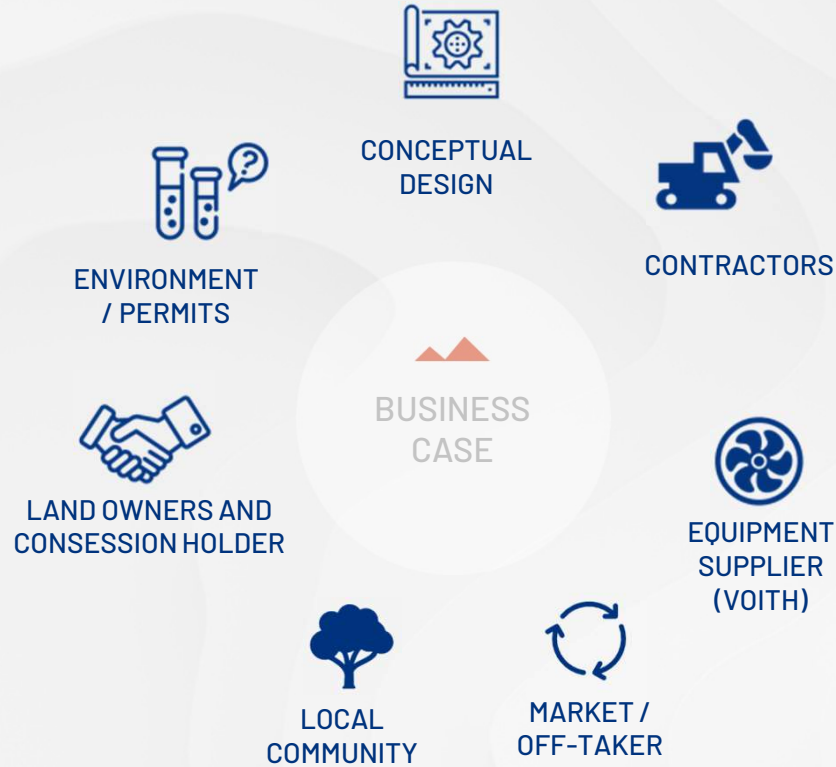 CONCEPTUAL
DESIGN
CONTRACTORS
ENVIRONMENT
/ PERMITS
?
BUSINESS
CASE
LAND OWNERS AND
CONSESSION HOLDER
EQUIPMENT
SUPPLIER
(VOITH)
LOCAL
COMMUNITY
MARKET /
OFF-TAKER